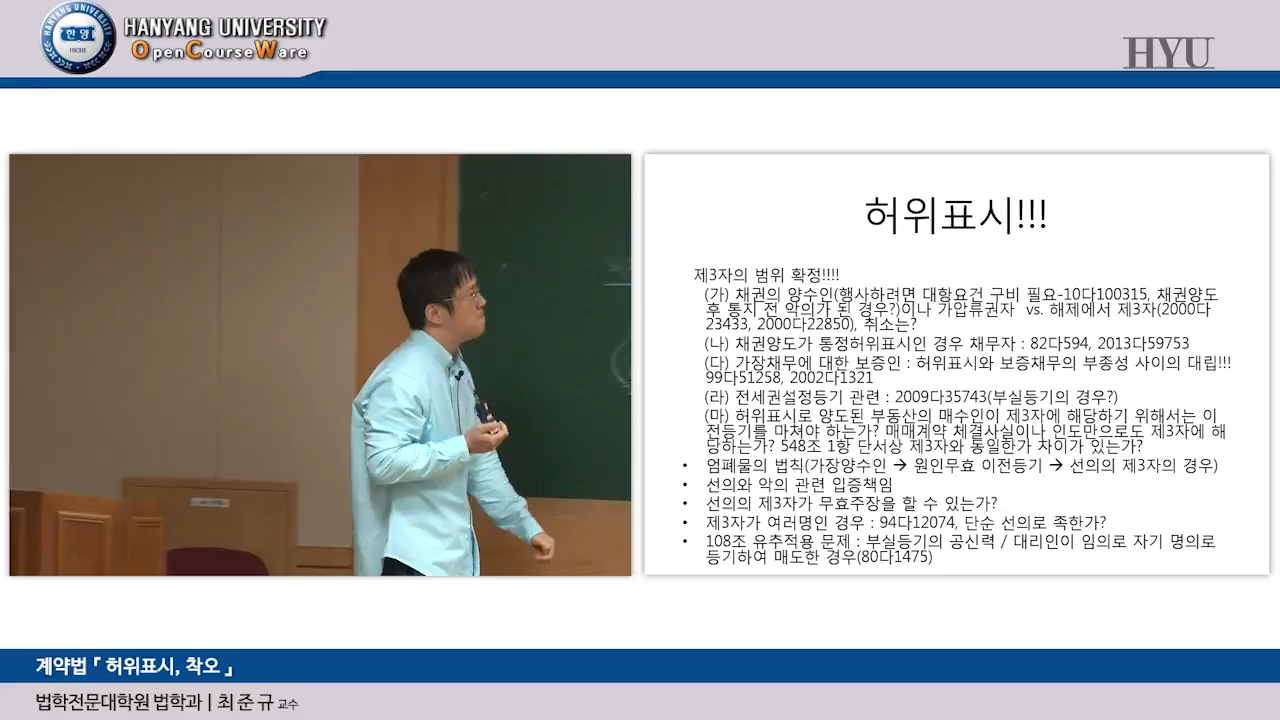 HANYANG UNIVERSITY
한양
1939
HANYANG UNIVERSITY
OpenCourseWare
HYU
허위표시!!!
제3자의 범위 확정!!!!
(가) 채권의 양수인(행사하려면 대항요건 구비 필요-10다100315, 채권양도
후 통지 전 악의가 된 경우?)이나 가압류권자 vs. 해제에서 제3자(2000다
23433, 2000다22850), 취소는?
(나) 채권양도가 통정허위표시인 경우 채무자 : 82다594, 2013다59753
(다) 가장채무에 대한 보증인 : 허위표시와 보증채무의 부종성 사이의 대립!!!
99다51258, 2002다1321
(라) 전세권설정등기 관련 : 2009다35743(부실등기의 경우?)
(마) 허위표시로 양도된 부동산의 매수인이 제3자에 해당하기 위해서는 이
전등기를 마쳐야 하는가? 매매계약 체결사실이나 인도만으로도 제3자에 해
당하는가? 548조 1항 단서상 제3자와 동일한가 차이가 있는가?
• 엄폐물의 법칙(가장양수인 → 원인무효 이전등기 → 선의의 제3자의 경우)
• 선의와 악의 관련 입증책임
• 선의의 제3자가 무효주장을 할 수 있는가?
• 제3자가 여러명인 경우 : 94다12074, 단순 선의로 족한가?
• 108조 유추적용 문제 : 부실등기의 공신력 / 대리인이 임의로 자기 명의로
등기하여 매도한 경우(80다1475)
계약법『 허위표시, 착오 』
법학전문대학원 법학과 | 최 준 규 교수